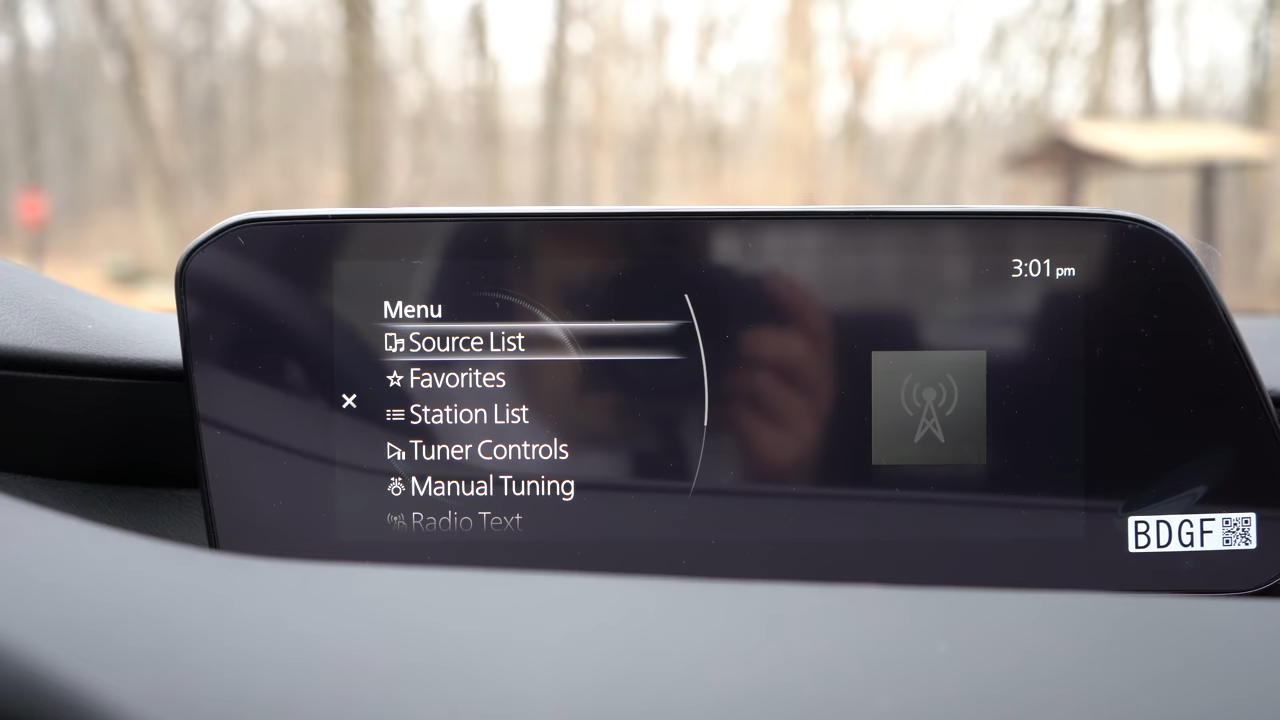 3:01 pm
Menu
Source List
Favorites
Station List
Tuner Controls
Manual Tuning
Radio Text
BDGF